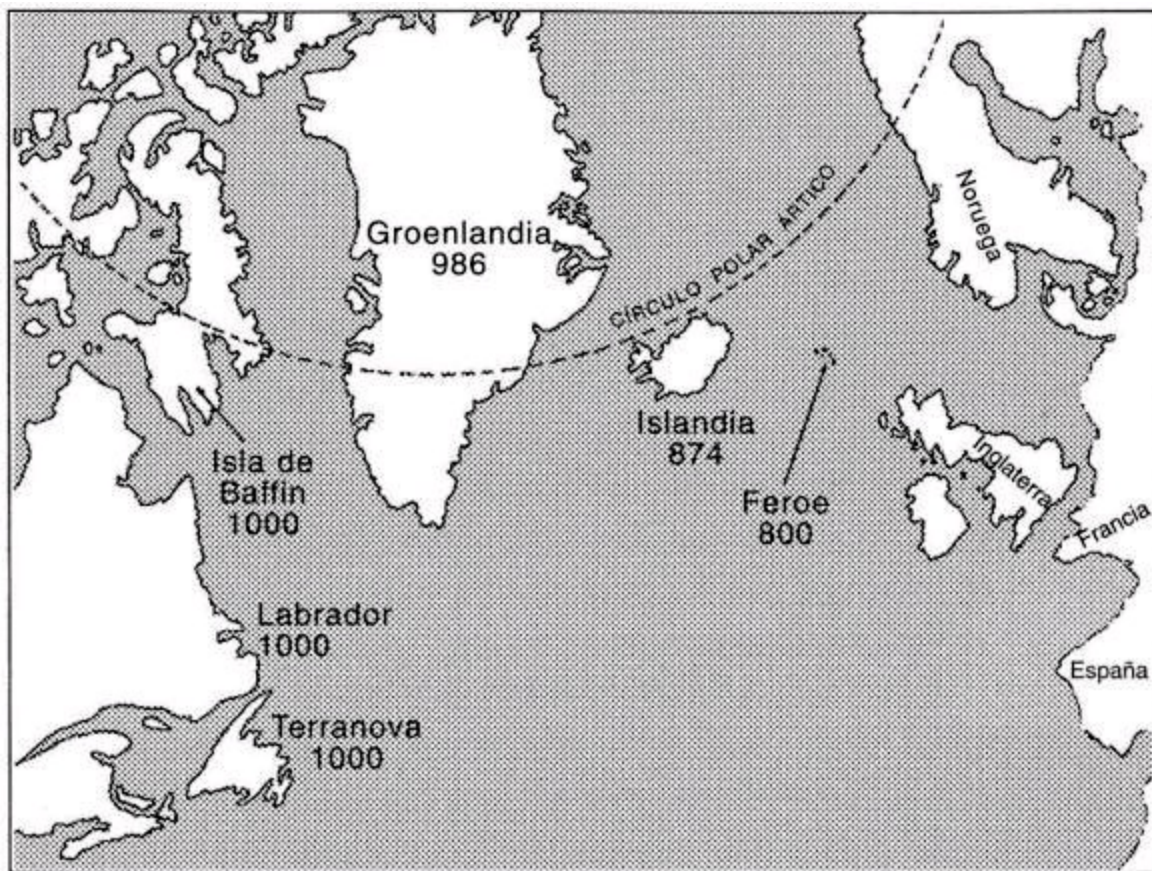 Groenlandia
986
CÍRCULO POLAR ÁRTICO
Noruega
Islandia
874
Feroe
800
Inglaterra
Francia
España
Isla de
Baffin
1000
Labrador
1000
Terranova
1000